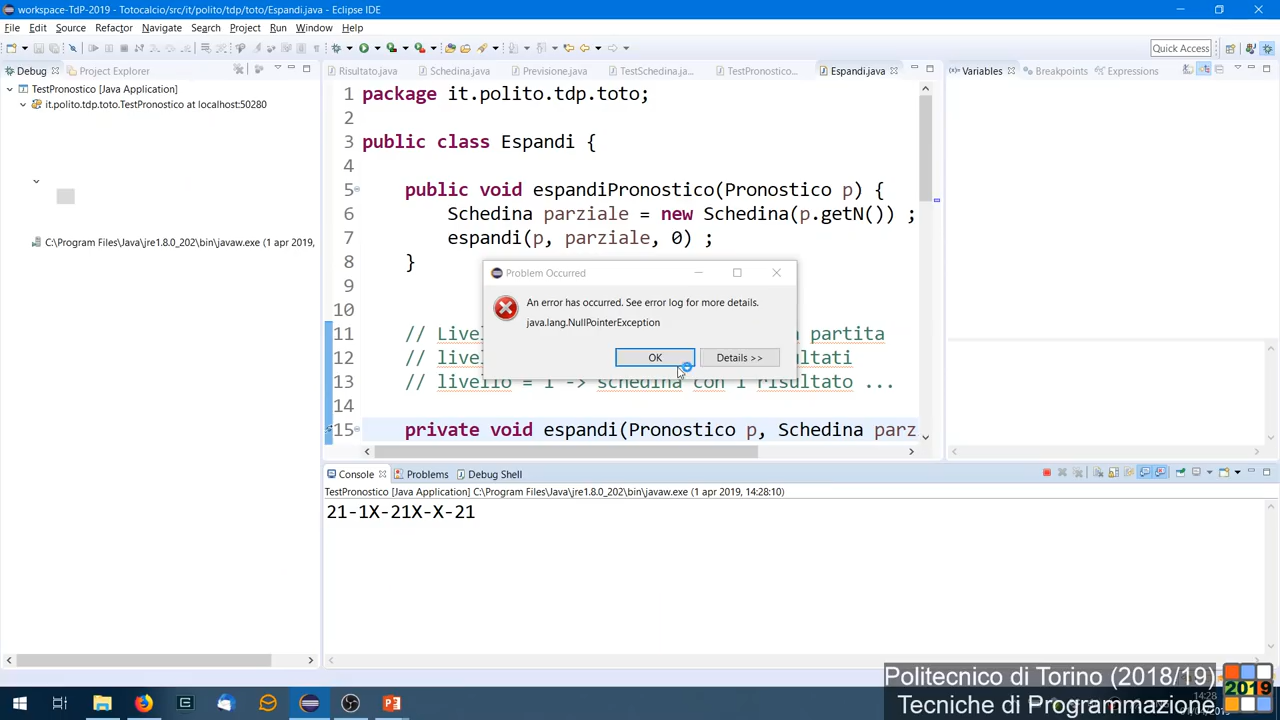 workspace-TdP-2019 - Totocalcio/src/it/polito/tdp/toto/Espandi.java - Eclipse IDE
File Edit Source Refactor Navigate Search Project Run Window Help
Quick Access
Debug Project Explorer
Risultato.java Schedina.java Previsione.java TestSchedina.ja... TestPronostico... Espandi.java
Variables Breakpoints Expressions
TestPronostico [Java Application]
it.polito.tdp.toto.TestPronostico at localhost:50280
C:\Program Files\Java\jre1.8.0_202\bin\javaw.exe (1 apr 2019,
1 package it.polito.tdp.toto;
2
3 public class Espandi {
4
5 public void espandiPronostico(Pronostico p) {
6 Schedina parziale = new Schedina(p.getN()) ;
7 espandi(p, parziale, 0) ;
8 }
9
10
11 // Live partita
12 // live ultati
13 // livello = 1 -> schedina con 1 risultato ...
14
15 private void espandi(Pronostico p, Schedina parz
Problem Occurred
An error has occurred. See error log for more details.
java.lang.NullPointerException
OK Details >>
Console Problems Debug Shell
TestPronostico [Java Application] C:\Program Files\Java\jre1.8.0_202\bin\javaw.exe (1 apr 2019, 14:28:10)
21-1X-21X-X-21
Politecnico di Torino (2018/19)
Tecniche di Programmazione
2019
14:28